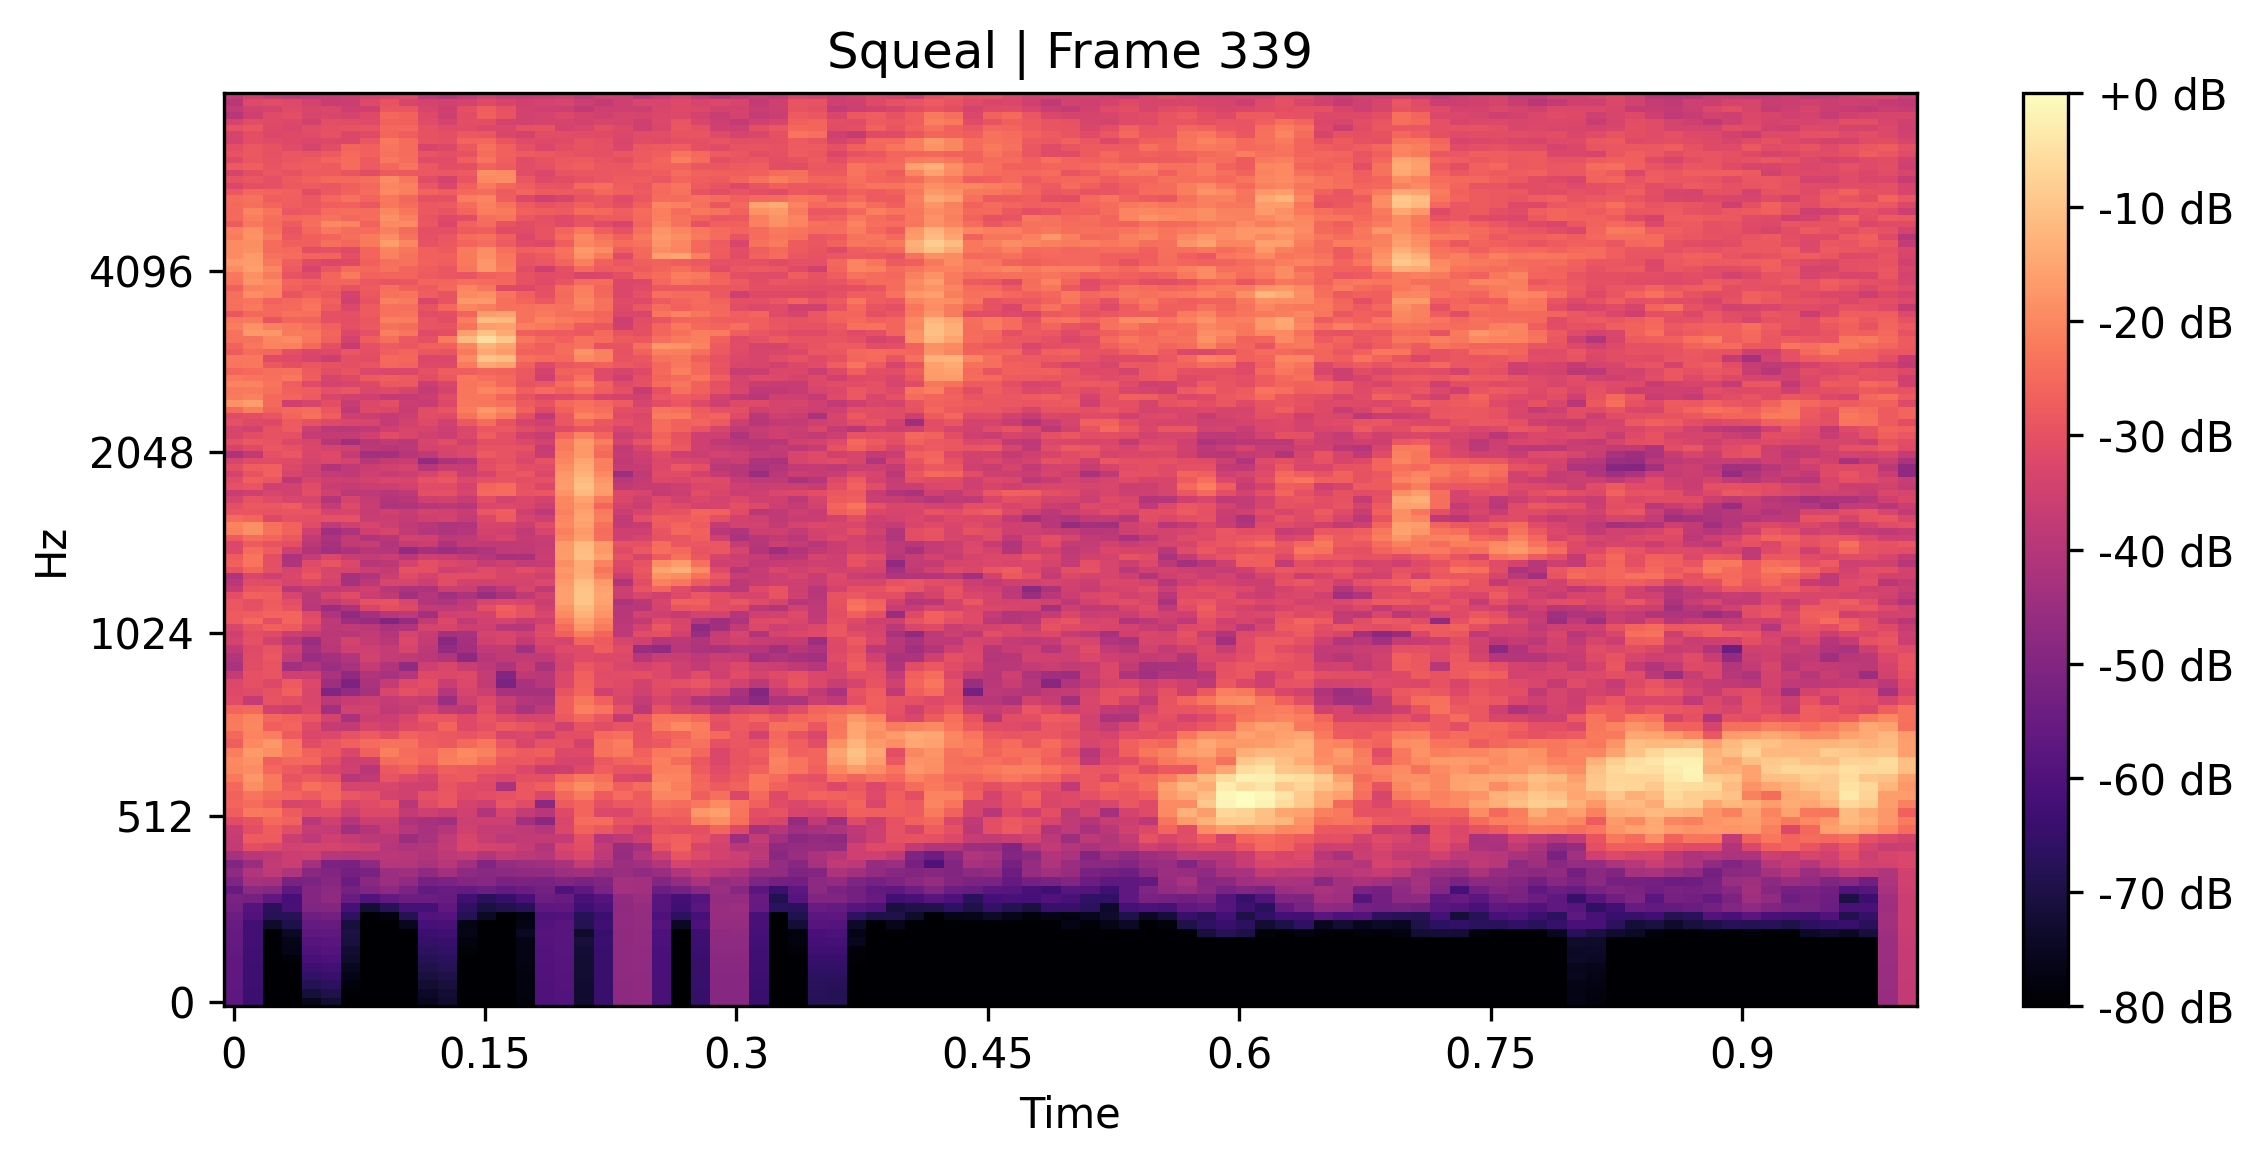 Squeal | Frame 339
Hz
4096
2048
1024
512
0
0 0.15 0.3 0.45 0.6 0.75 0.9
Time
+0 dB
-10 dB
-20 dB
-30 dB
-40 dB
-50 dB
-60 dB
-70 dB
-80 dB